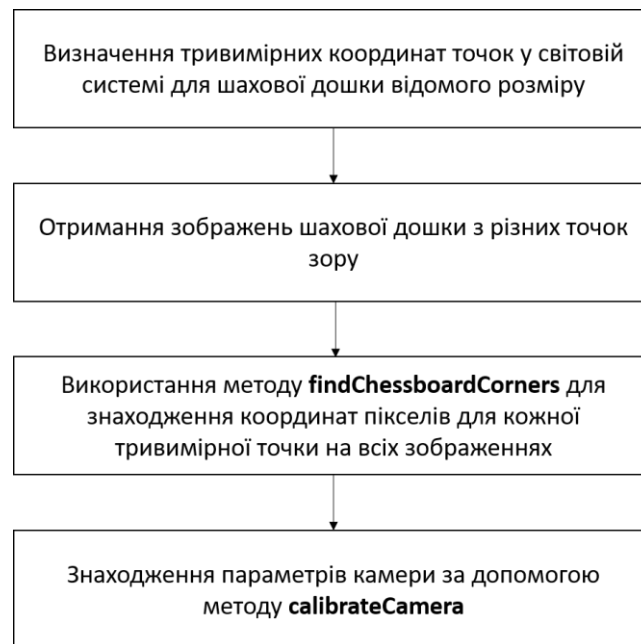 Визначення тривимірних координат точок у світовій
системі для шахової дошки відомого розміру
Отримання зображень шахової дошки з різних точок
зору
Використання методу findChessboardCorners для
знаходження координат пікселів для кожної
тривимірної точки на всіх зображеннях
Знаходження параметрів камери за допомогою
методу calibrateCamera